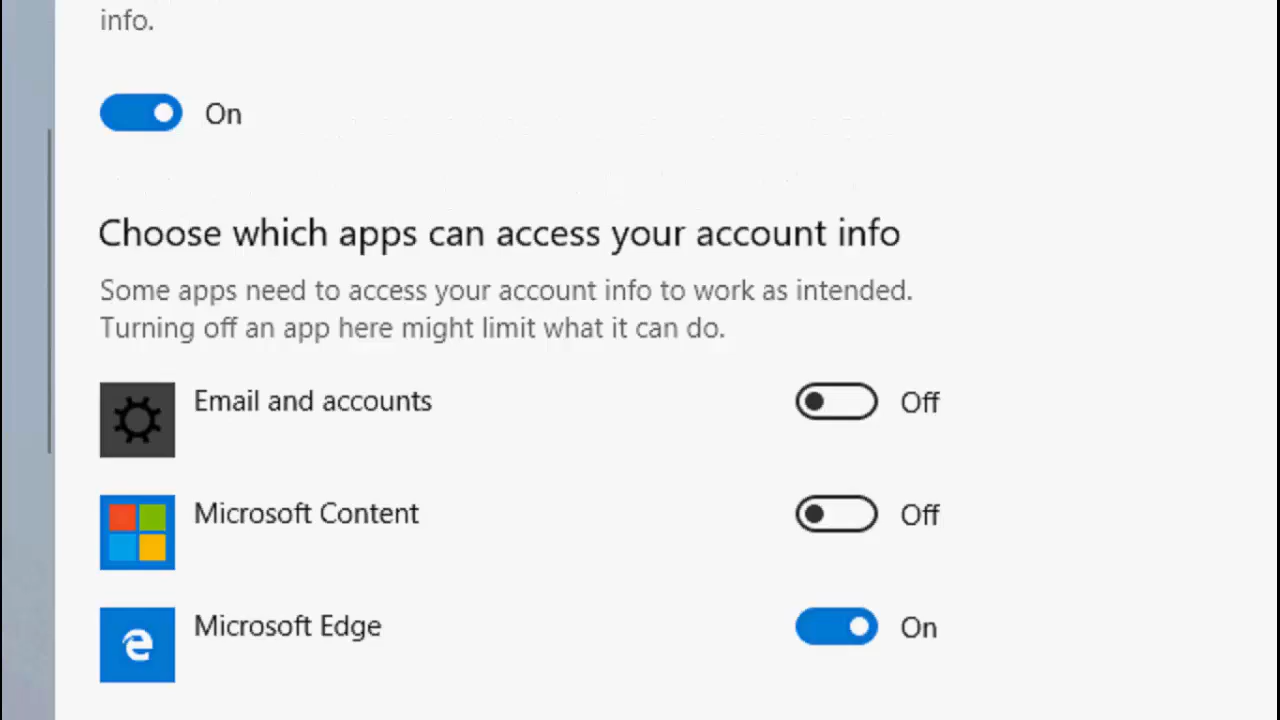 info.
On
Choose which apps can access your account info
Some apps need to access your account info to work as intended.
Turning off an app here might limit what it can do.
Email and accounts Off
Microsoft Content Off
Microsoft Edge On